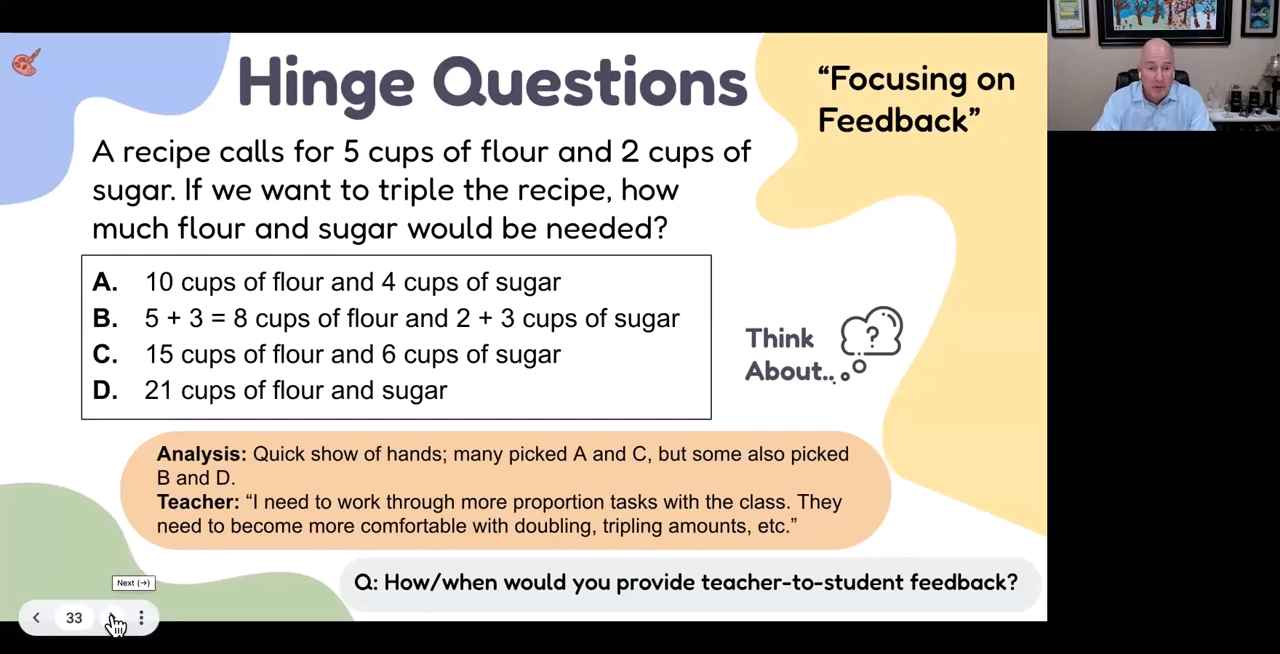 Hinge Questions
“Focusing on
Feedback”
A recipe calls for 5 cups of flour and 2 cups of
sugar. If we want to triple the recipe, how
much flour and sugar would be needed?
A. 10 cups of flour and 4 cups of sugar
B. 5 + 3 = 8 cups of flour and 2 + 3 cups of sugar
C. 15 cups of flour and 6 cups of sugar
D. 21 cups of flour and sugar
Think
About...
?
Analysis: Quick show of hands; many picked A and C, but some also picked
B and D.
Teacher: “I need to work through more proportion tasks with the class. They
need to become more comfortable with doubling, tripling amounts, etc.”
Q: How/when would you provide teacher-to-student feedback?
Next (→)
33